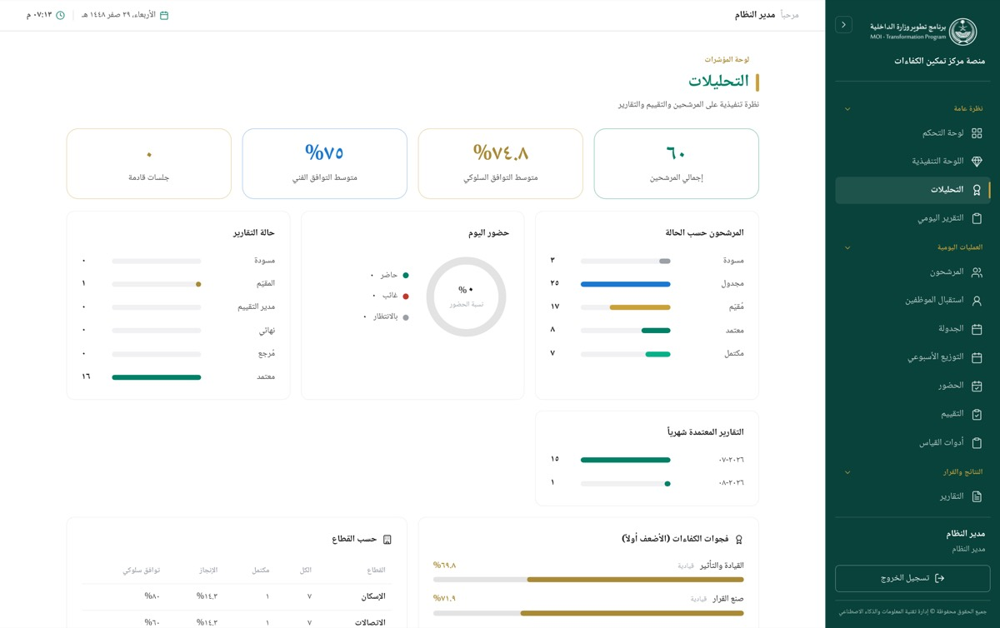 برنامج تطوير وزارة الداخلية
MOI - Transformation Program
منصة مركز تمكين الكفاءات
نظرة عامة
لوحة التحكم
اللوحة التنفيذية
التحليلات
التقرير اليومي
العمليات اليومية
المرشحون
استقبال الموظفين
الجدولة
التوزيع الأسبوعي
الحضور
التقييم
أدوات القياس
النتائج والقرار
التقارير
مدير النظام
مدير النظام
تسجيل الخروج
جميع الحقوق محفوظة © إدارة تقنية المعلومات والذكاء الاصطناعي
مرحباً مدير النظام
الأربعاء، ٢٩ صفر ١٤٤٨ هـ
٠٧:١٣ م
لوحة المؤشرات
التحليلات
نظرة تنفيذية على المرشحين والتقييم والتقارير
٦٠
إجمالي المرشحين
%٧٤.٨
متوسط التوافق السلوكي
%٧٥
متوسط التوافق الفني
٠
جلسات قادمة
المرشحون حسب الحالة
مسودة ٣
مجدول ٢٥
مُقيّم ١٧
معتمد ٨
مكتمل ٧
حضور اليوم
%٠
نسبة الحضور
حاضر ٠
غائب ٠
بالانتظار ٠
حالة التقارير
مسودة ٠
المقيّم ١
مدير التقييم ٠
نهائي ٠
مُرجع ٠
معتمد ١٦
التقارير المعتمدة شهرياً
٢٠٢٦-٠٧ ١٥
٢٠٢٦-٠٨ ١
فجوات الكفاءات (الأضعف أولاً)
القيادة والتأثير قيادية %٦٩.٨
صنع القرار قيادية %٧١.٩
حسب القطاع
القطاع الكل مكتمل الإنجاز توافق سلوكي
الإسكان ٧ ١ %١٤.٣ %٨٠
الاتصالات ٧ ١ %١٤.٣ %٦٠